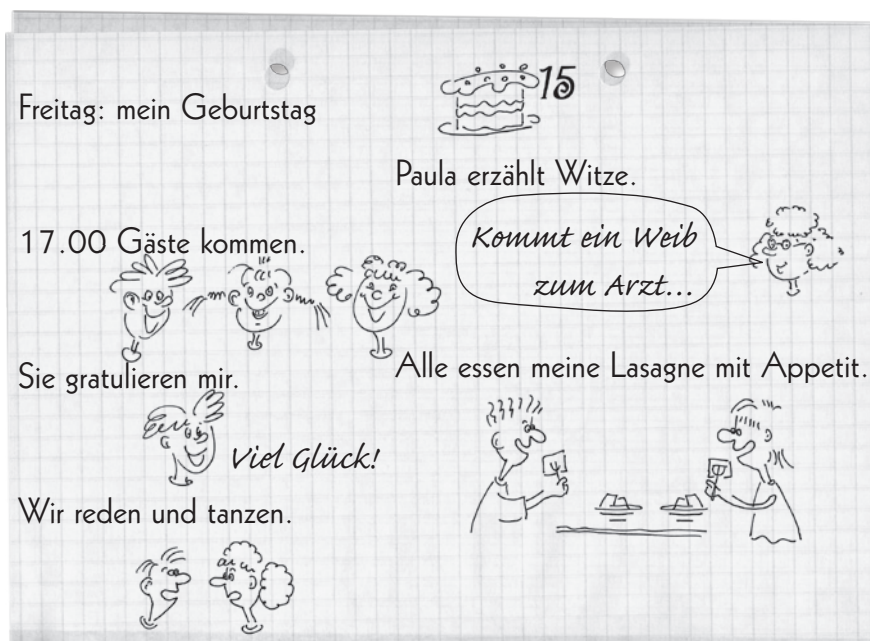 Freitag: mein Geburtstag
15
17.00 Gäste kommen.
Sie gratulieren mir.
Viel Glück!
Wir reden und tanzen.
Paula erzählt Witze.
Kommt ein Weib
zum Arzt...
Alle essen meine Lasagne mit Appetit.